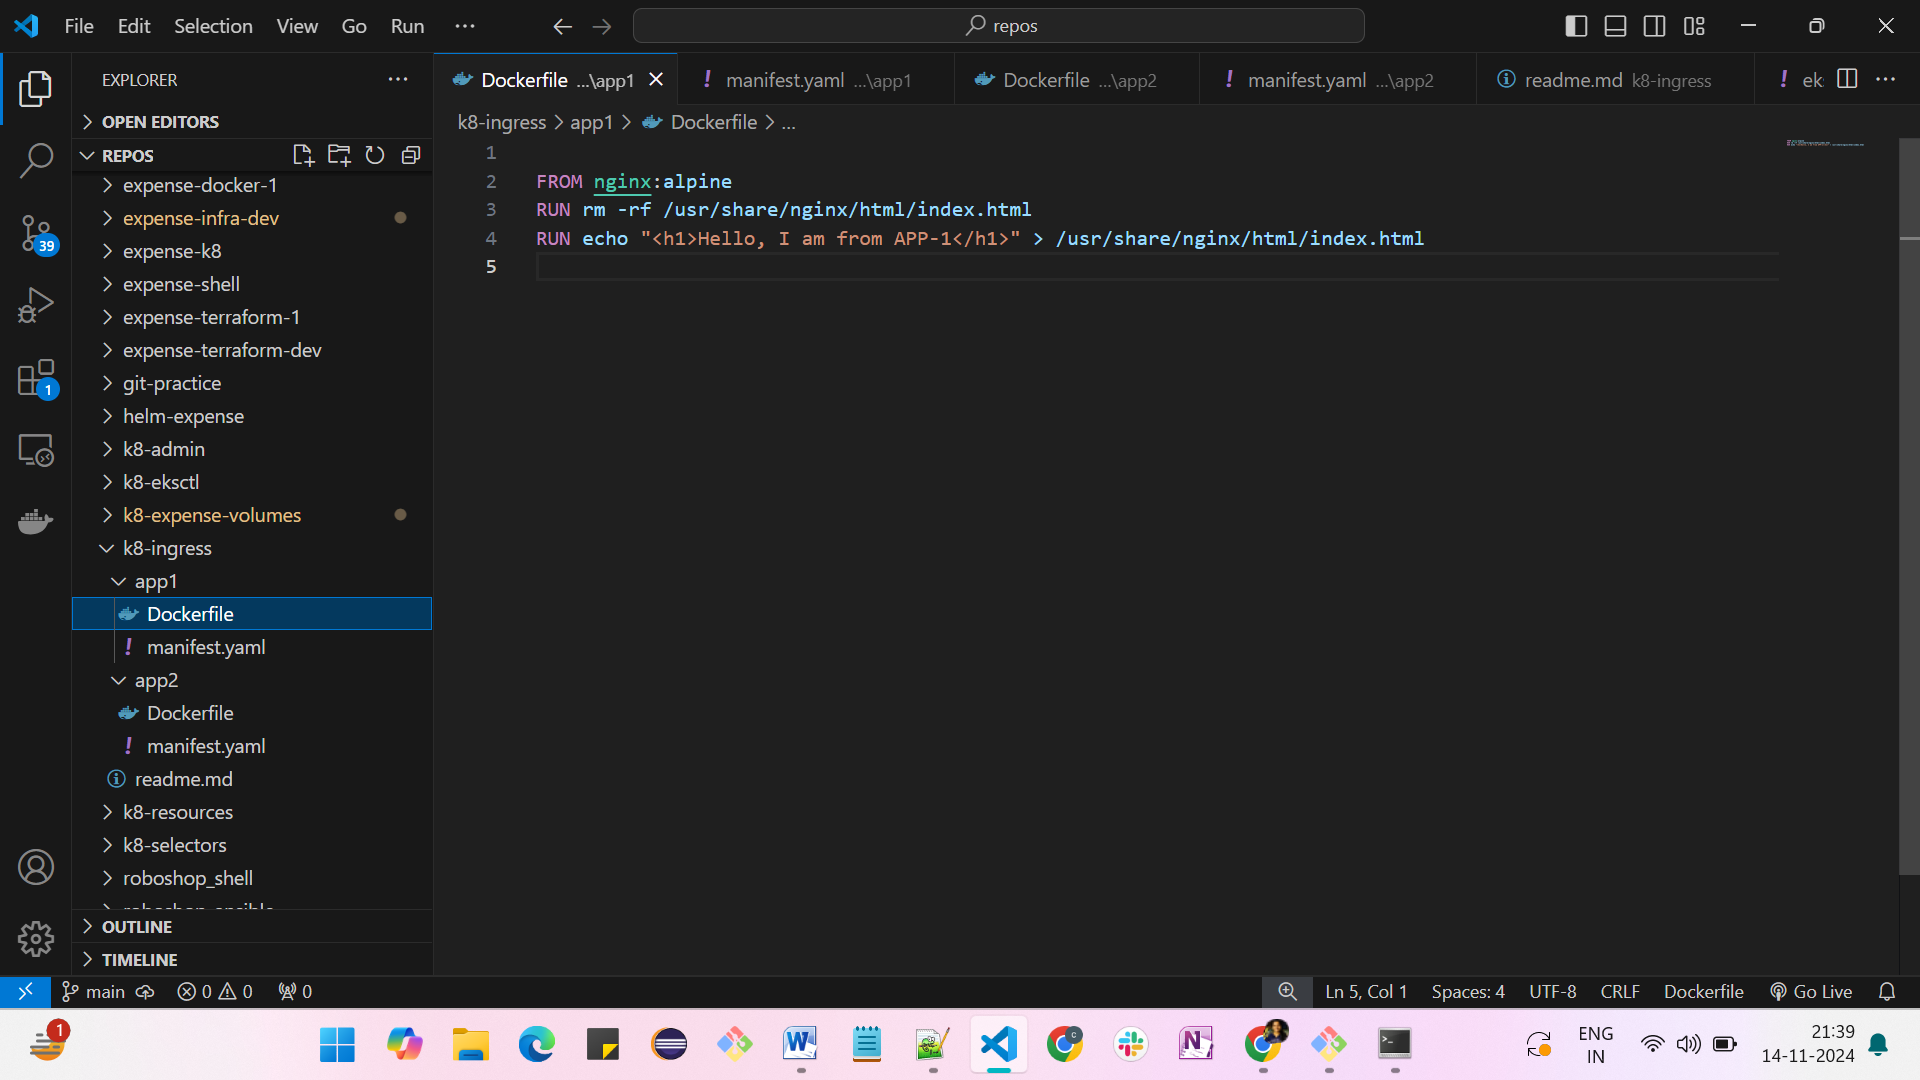 File Edit Selection View Go Run ··· repos
EXPLORER
OPEN EDITORS
REPOS
expense-docker-1
expense-infra-dev
expense-k8
expense-shell
expense-terraform-1
expense-terraform-dev
git-practice
helm-expense
k8-admin
k8-eksctl
k8-expense-volumes
k8-ingress
app1
Dockerfile
manifest.yaml
app2
Dockerfile
manifest.yaml
readme.md
k8-resources
k8-selectors
roboshop_shell
OUTLINE
TIMELINE
39
1
Dockerfile ...\app1
manifest.yaml ...\app1
Dockerfile ...\app2
manifest.yaml ...\app2
readme.md k8-ingress
k8-ingress > app1 > Dockerfile > ...
1
2 FROM nginx:alpine
3 RUN rm -rf /usr/share/nginx/html/index.html
4 RUN echo "<h1>Hello, I am from APP-1</h1>" > /usr/share/nginx/html/index.html
5
main 0 0 0 Ln 5, Col 1 Spaces: 4 UTF-8 CRLF Dockerfile Go Live
1
ENG
IN
21:39
14-11-2024